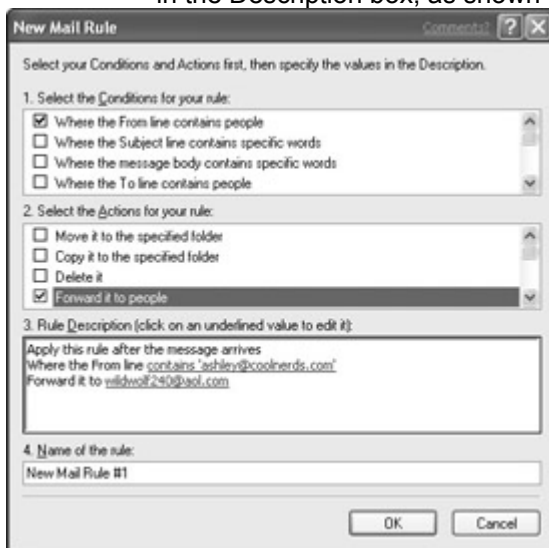 in the Description box, as shown
New Mail Rule Comments? ? X
Select your Conditions and Actions first, then specify the values in the Description.
1. Select the Conditions for your rule:
Where the From line contains people
Where the Subject line contains specific words
Where the message body contains specific words
Where the To line contains people
2. Select the Actions for your rule:
Move it to the specified folder
Copy it to the specified folder
Delete it
Forward it to people
3. Rule Description (click on an underlined value to edit it):
Apply this rule after the message arrives
Where the From line contains 'ashley@coolnerds.com'
Forward it to wildwolf240@aol.com
4. Name of the rule:
New Mail Rule #1
OK Cancel